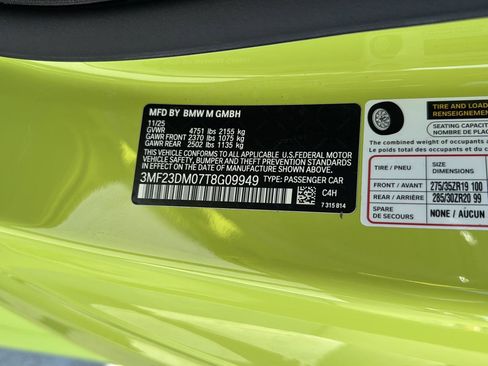 MFD BY BMW M GMBH
11/25
GVWR 4751 lbs 2155 kg
GAWR FRONT 2370 lbs 1075 kg
GAWR REAR 2502 lbs 1135 kg
THIS VEHICLE CONFORMS TO ALL APPLICABLE U.S.FEDERAL MOTOR
VEHICLE SAFETY, BUMPER, AND THEFT PREVENTION STANDARDS
IN EFFECT ON THE DATE OF MANUFACTURE SHOWN ABOVE.
3MF23DM07T8G09949 TYPE: PASSENGER CAR
C4H
7 315 814
TIRE AND LOAD
RENSE
SEATING CAPACIT
NOMBRE DE PLAC
The combined weight of occupants
Le poids total des occupants
TIRE / PNEU SIZE
DIMENSIONS
FRONT / AVANT 275/35ZR19 100
REAR / ARRIÈRE 285/30ZR20 99
SPARE
DE SECOURS NONE / AUCUN